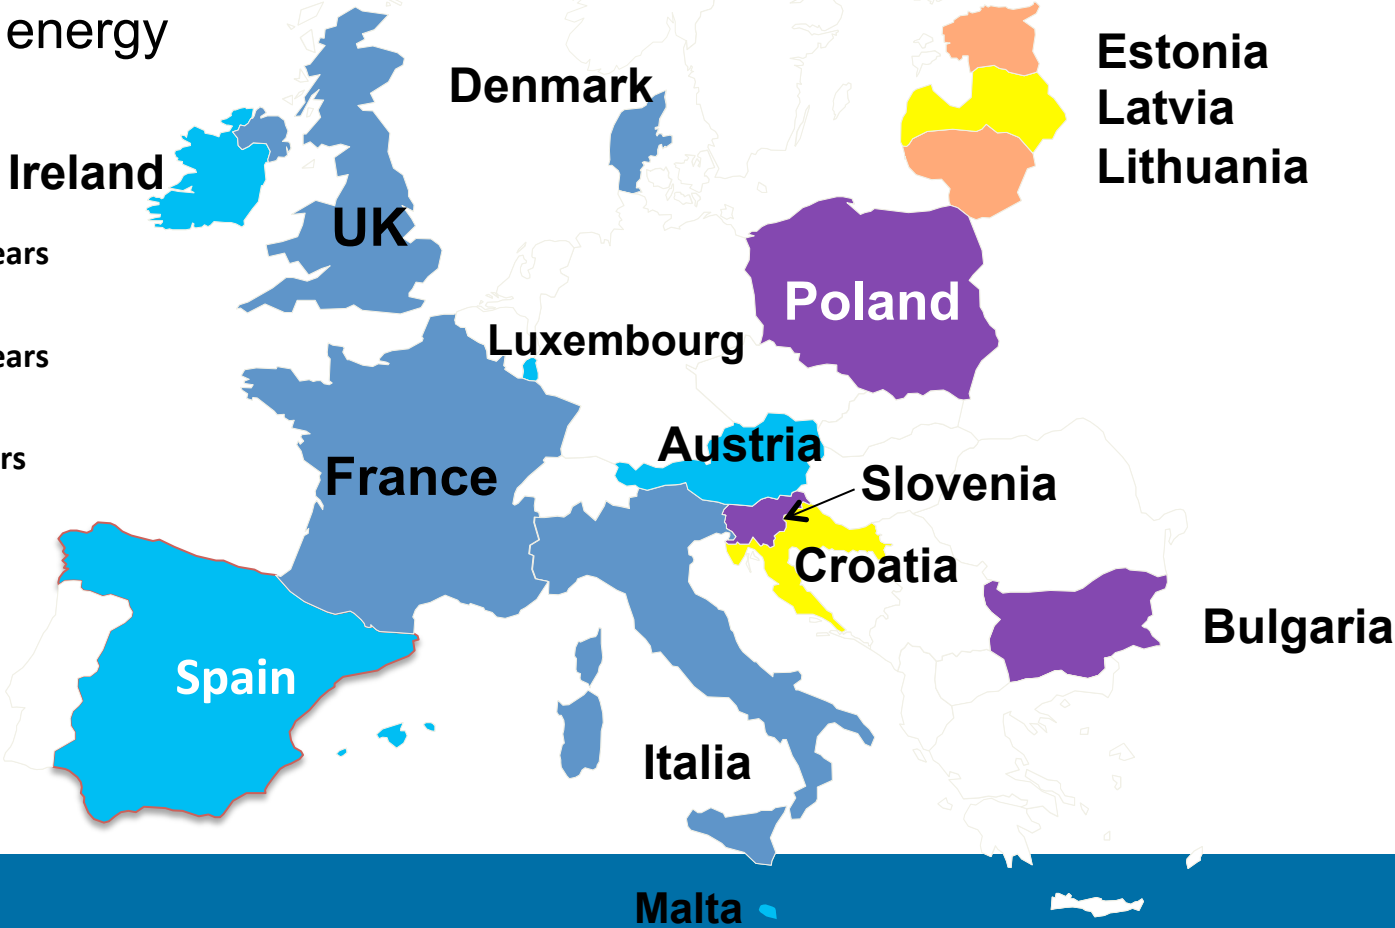 energy
Estonia
Denmark
Latvia
Ireland
Lithuania
UK
ears
Poland
Luxembourg
ears
Austria
rs
France
Slovenia
Croatia
Bulgaria
Spain
Italia
Malta